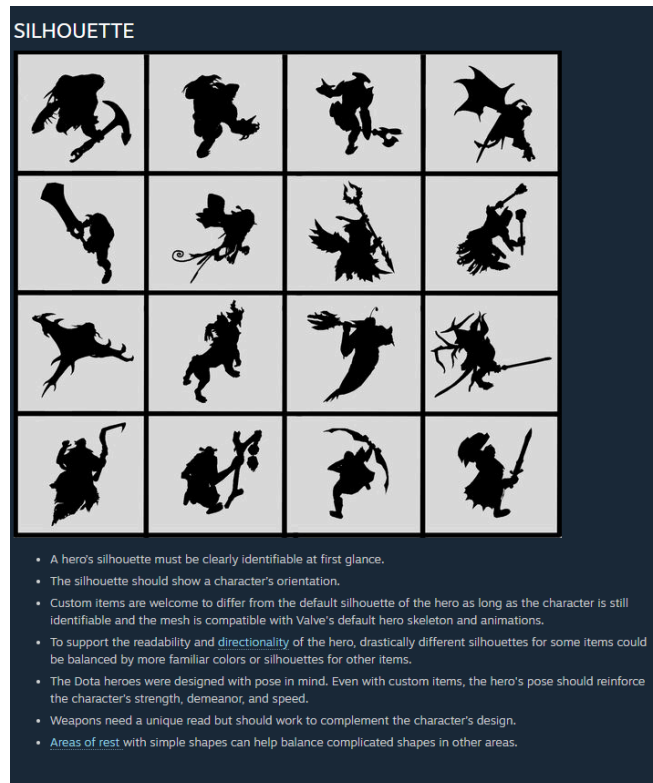 SILHOUETTE
• A hero's silhouette must be clearly identifiable at first glance.
• The silhouette should show a character's orientation.
• Custom items are welcome to differ from the default silhouette of the hero as long as the character is still
identifiable and the mesh is compatible with Valve's default hero skeleton and animations.
• To support the readability and directionality of the hero, drastically different silhouettes for some items could
be balanced by more familiar colors or silhouettes for other items.
• The Dota heroes were designed with pose in mind. Even with custom items, the hero's pose should reinforce
the character's strength, demeanor, and speed.
• Weapons need a unique read but should work to complement the character's design.
• Areas of rest with simple shapes can help balance complicated shapes in other areas.